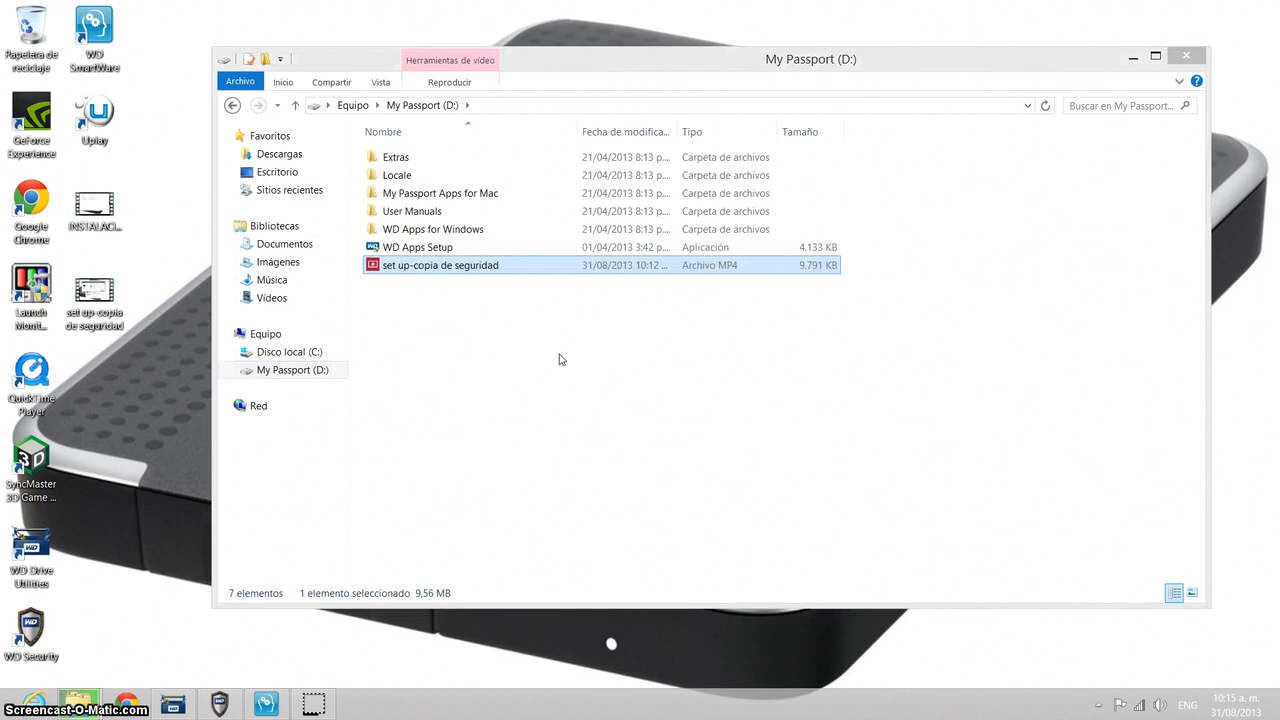 Papelera de
reciclaje
WD
SmartWare
GeForce
Experience
Uplay
Google
Chrome
INSTALACI...
Launch
Monit...
set up-copia
de seguridad
QuickTime
Player
SyncMaster
3D Game ...
WD Drive
Utilities
WD Security
Herramientas de vídeo
My Passport (D:)
Archivo
Inicio
Compartir
Vista
Reproducir
Equipo
My Passport (D:)
Buscar en My Passport...
Favoritos
Descargas
Escritorio
Sitios recientes
Bibliotecas
Documentos
Imágenes
Música
Vídeos
Equipo
Disco local (C:)
My Passport (D:)
Red
Nombre Fecha de modifica... Tipo Tamaño
Extras 21/04/2013 8:13 p.... Carpeta de archivos
Locale 21/04/2013 8:13 p.... Carpeta de archivos
My Passport Apps for Mac 21/04/2013 8:13 p.... Carpeta de archivos
User Manuals 21/04/2013 8:13 p.... Carpeta de archivos
WD Apps for Windows 21/04/2013 8:13 p.... Carpeta de archivos
WD Apps Setup 01/04/2013 3:42 p.... Aplicación 4.133 KB
set up-copia de seguridad 31/08/2013 10:12 ... Archivo MP4 9.791 KB
7 elementos 1 elemento seleccionado 9,56 MB
Screencast-O-Matic.com
ENG
10:15 a. m.
31/08/2013